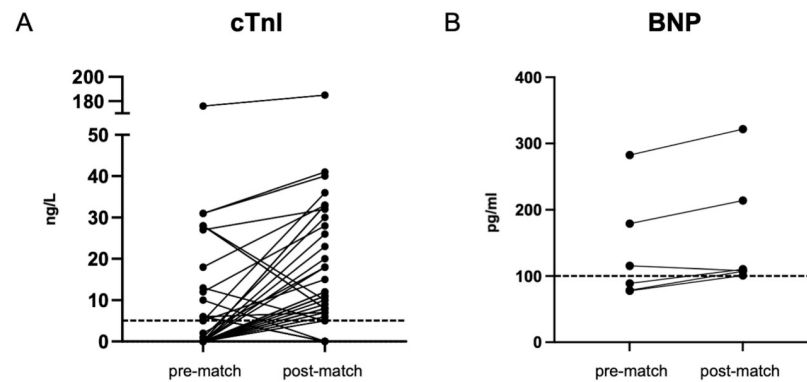 A
cTnI
200
180
50
40
30
20
10
0
ng/L
pre-match
post-match
B
BNP
400
300
200
100
0
pg/ml
pre-match
post-match